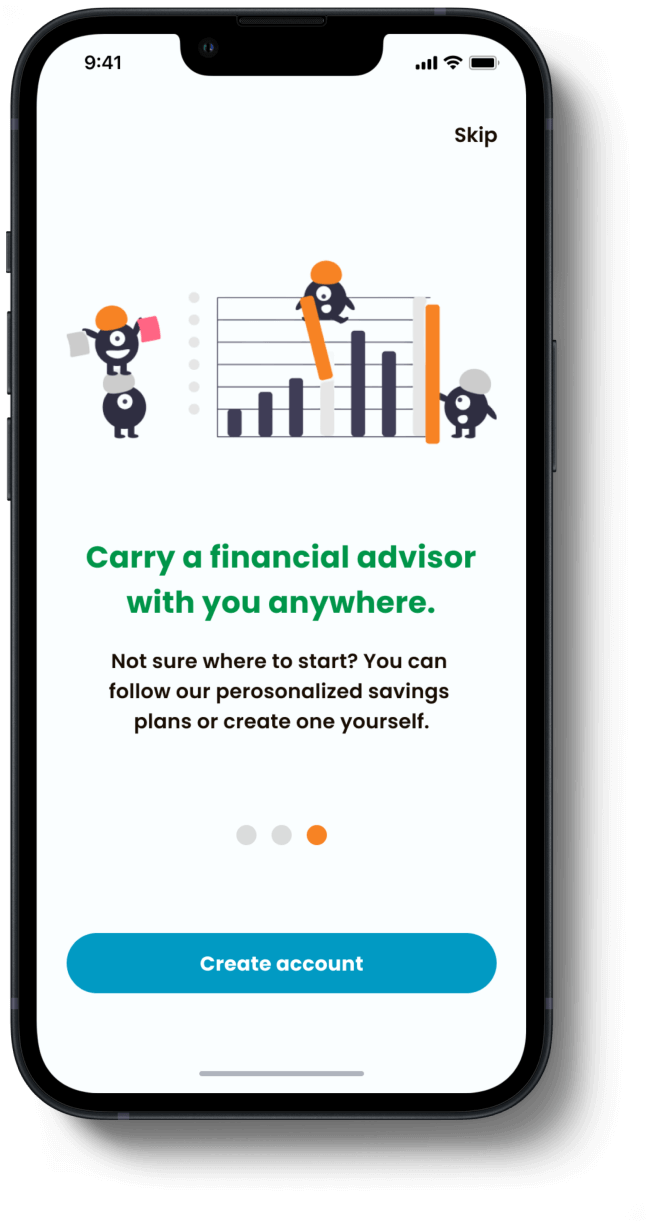 9:41
Skip
Carry a financial advisor
with you anywhere.
Not sure where to start? You can
follow our perosonalized savings
plans or create one yourself.
Create account